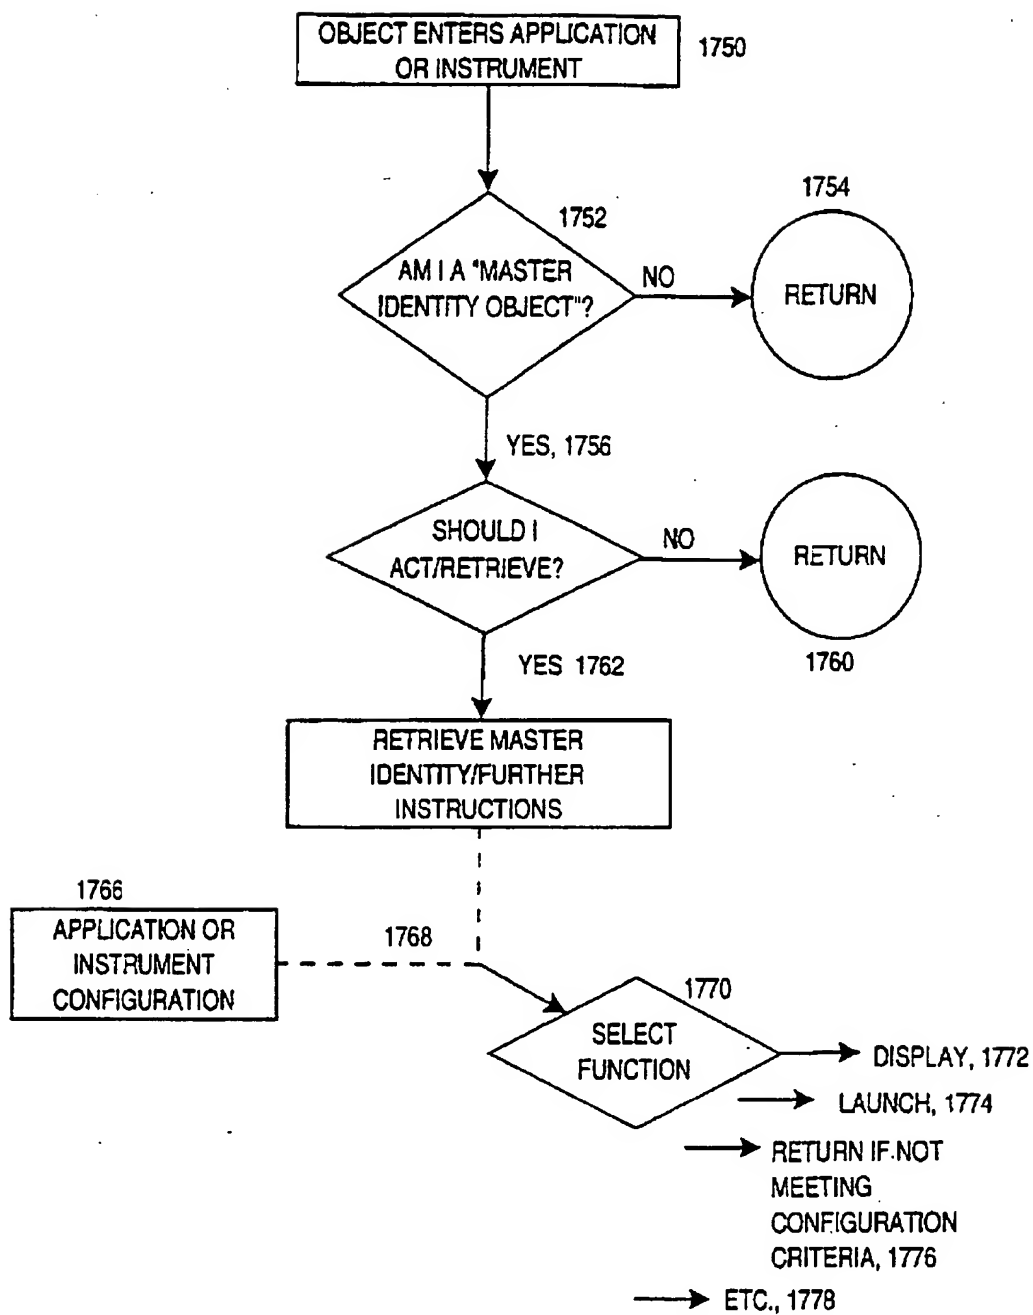 OBJECT ENTERS APPLICATION
OR INSTRUMENT
1750
1754
1752
AM I A "MASTER
IDENTITY OBJECT"?
NO
RETURN
YES, 1756
SHOULD I
ACT/RETRIEVE?
NO
RETURN
1760
YES 1762
RETRIEVE MASTER
IDENTITY/FURTHER
INSTRUCTIONS
1766
APPLICATION OR
INSTRUMENT
CONFIGURATION
1768
1770
SELECT
FUNCTION
DISPLAY, 1772
LAUNCH, 1774
RETURN IF NOT
MEETING
CONFIGURATION
CRITERIA, 1776
ETC., 1778